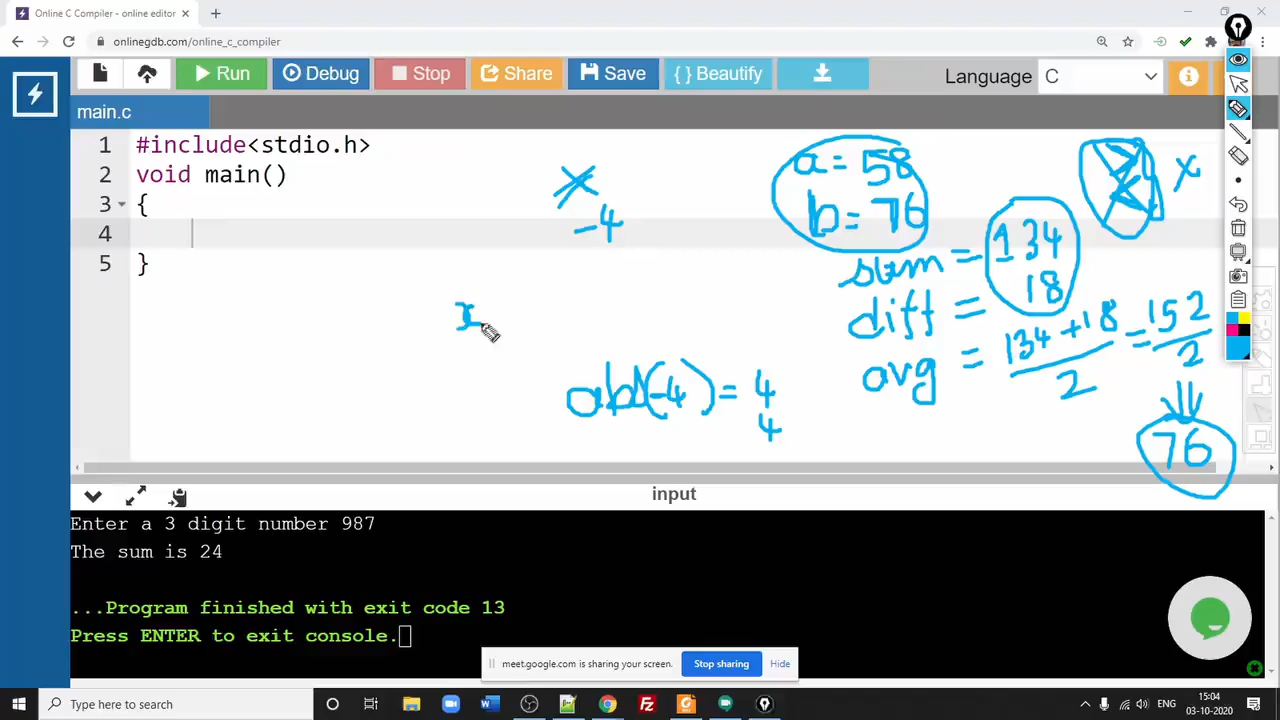 Online C Compiler - online editor
onlinegdb.com/online_c_compiler
Run
Debug
Stop
Share
Save
{ } Beautify
Language C
main.c
1 #include<stdio.h>
2 void main()
3 {
4
5 }
-4
a = 58
b = 76
sum = 134
diff = 18
avg = 134 + 18 / 2 = 152 / 2
76
x
abs(-4) = 4
4
input
Enter a 3 digit number 987
The sum is 24
...Program finished with exit code 13
Press ENTER to exit console.
meet.google.com is sharing your screen.
Stop sharing
Hide
Type here to search
ENG
15:04
03-10-2020